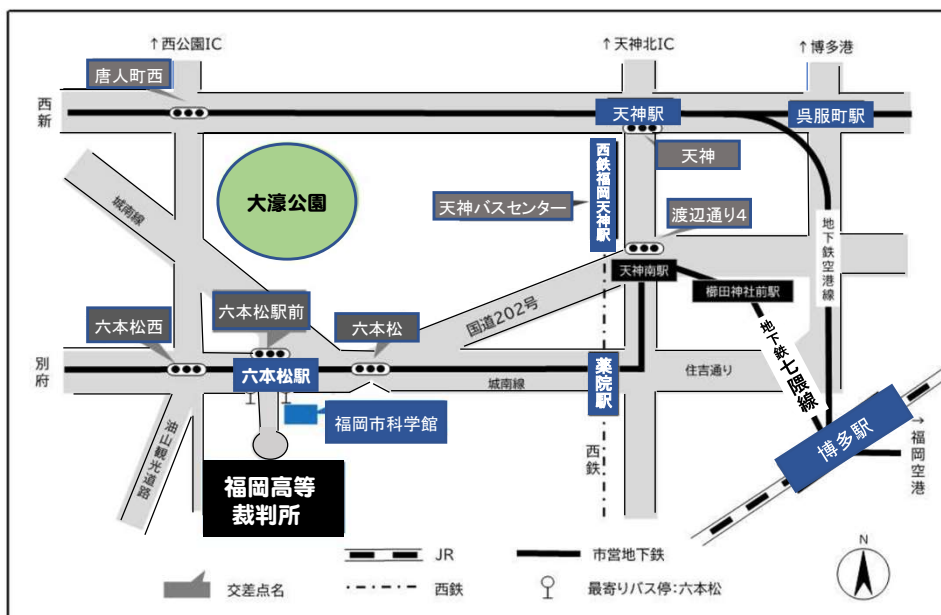 ↑西公園IC
↑天神北IC
↑博多港
唐人町西
西新
天神駅
呉服町駅
天神
大濠公園
西鉄福岡天神駅
天神バスセンター
渡辺通り4
城南線
地下鉄空港線
天神南駅
櫛田神社前駅
国道202号
六本松西
六本松駅前
六本松
地下鉄七隈線
別府
六本松駅
城南線
薬院駅
住吉通り
福岡市科学館
博多駅
→福岡空港
油山観光道路
西鉄
福岡高等
裁判所
N
JR
市営地下鉄
交差点名
西鉄
最寄りバス停:六本松